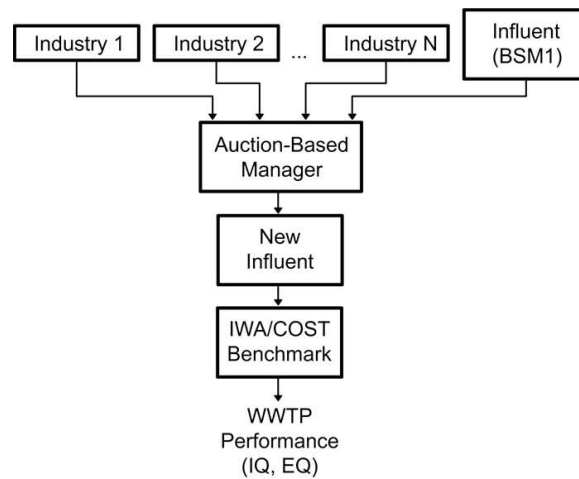 Industry 1
Industry 2
...
Industry N
Influent
(BSM1)
Auction-Based
Manager
New
Influent
IWA/COST
Benchmark
WWTP
Performance
(IQ, EQ)